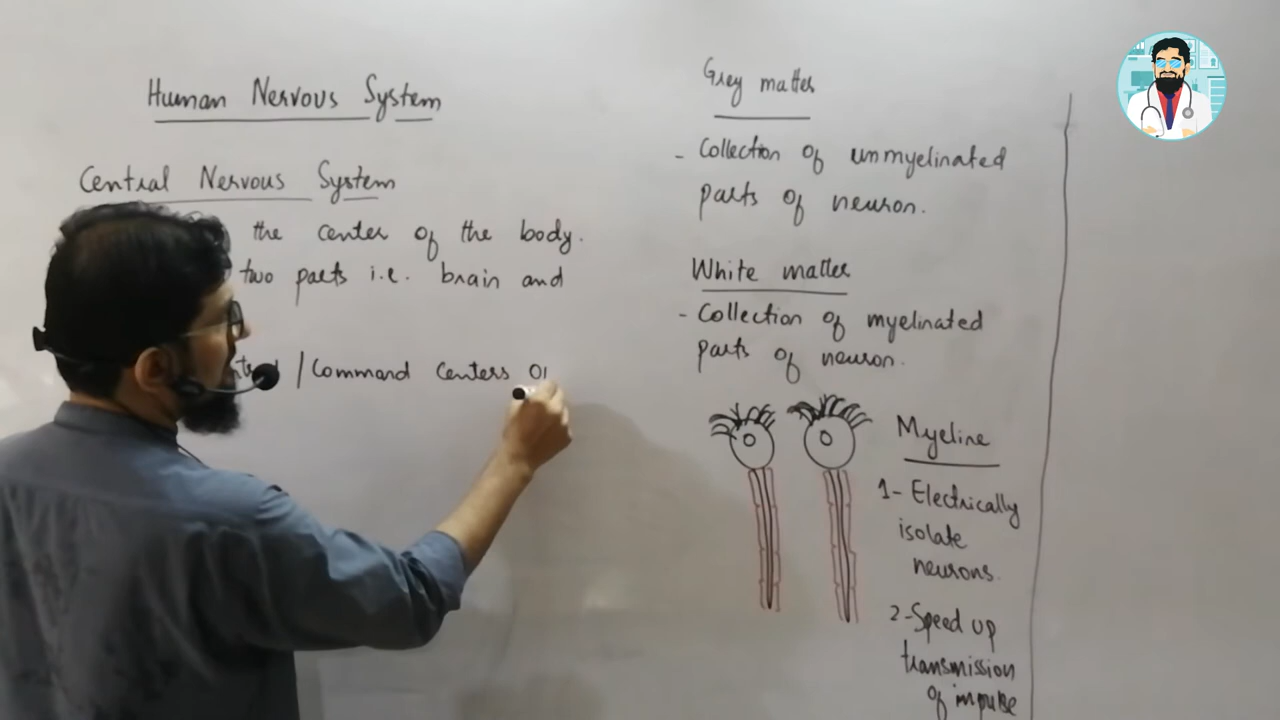 Human Nervous System
Central Nervous System
the center of the body.
two parts i.e. brain and
/Command Centers
Grey matter
- Collection of unmyelinated
parts of neuron.
White matter
- Collection of myelinated
parts of neuron.
Myeline
1- Electrically
isolate
neurons.
2- Speed up
transmission
of impulse